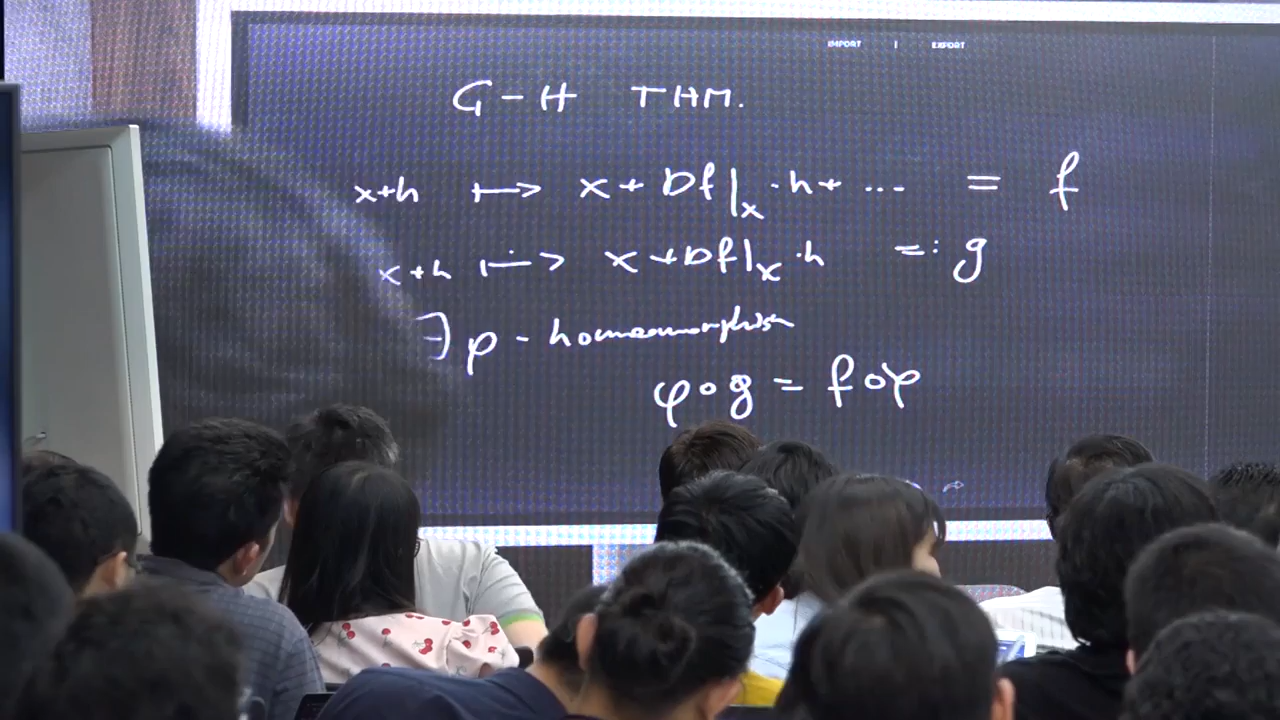 IMPORT | EXPORT
G-H THM.
x+h ↦ x + Df|ₓ · h + ... = f
x+h ↦ x + Df|ₓ · h =: g
∃ φ - homeomorphism
φ∘g = f∘φ